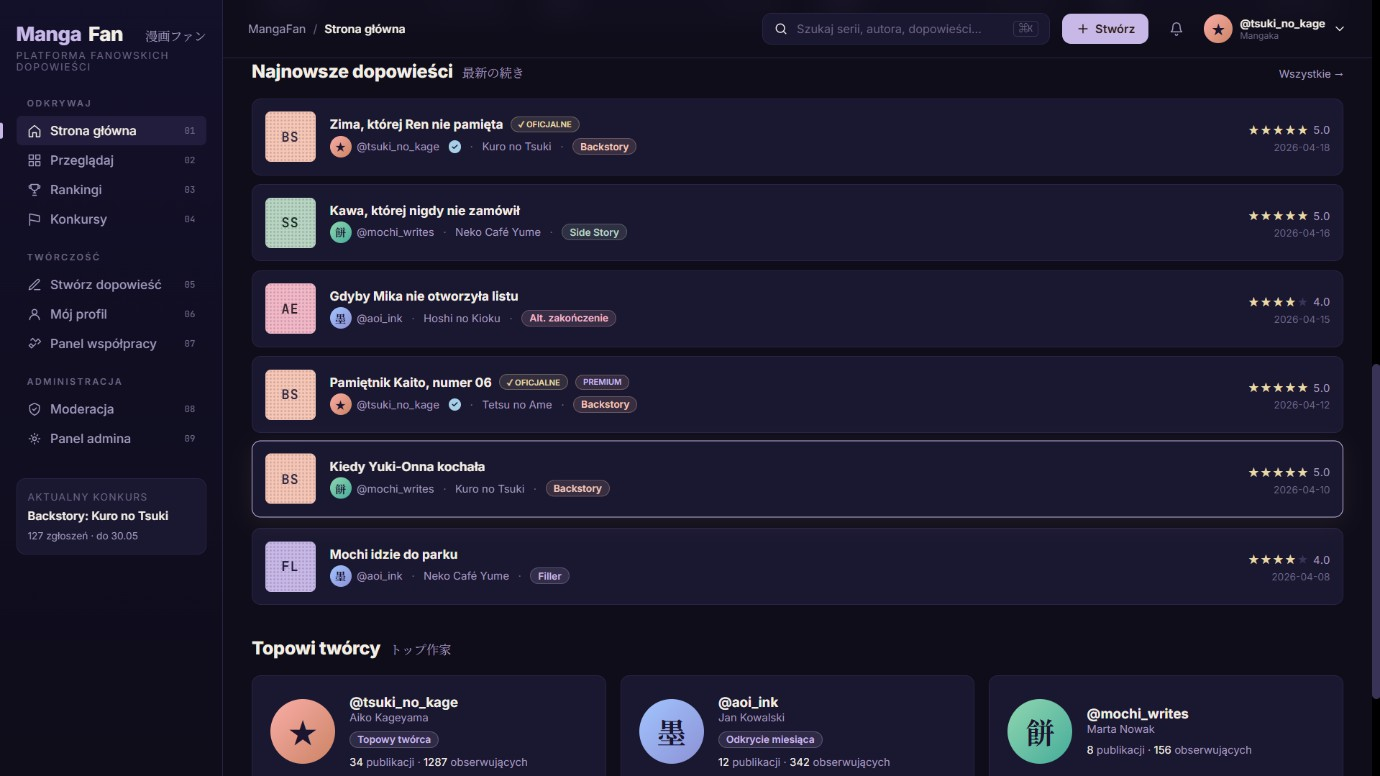 Manga Fan 漫画ファン
PLATFORMA FANOWSKICH
DOPOWIEŚCI
ODKRYWAJ
Strona główna 01
Przeglądaj 02
Rankingi 03
Konkursy 04
TWÓRCZOŚĆ
Stwórz dopowieść 05
Mój profil 06
Panel współpracy 07
ADMINISTRACJA
Moderacja 08
Panel admina 09
AKTUALNY KONKURS
Backstory: Kuro no Tsuki
127 zgłoszeń · do 30.05
MangaFan / Strona główna
Szukaj serii, autora, dopowieści... ⌘K
+ Stwórz
★ @tsuki_no_kage
Mangaka
Najnowsze dopowieści 最新の続き
Wszystkie →
BS
Zima, której Ren nie pamięta ✓ OFICJALNE
★ @tsuki_no_kage · Kuro no Tsuki · Backstory
★★★★★ 5.0
2026-04-18
SS
Kawa, której nigdy nie zamówił
餅 @mochi_writes · Neko Café Yume · Side Story
★★★★★ 5.0
2026-04-16
AE
Gdyby Mika nie otworzyła listu
墨 @aoi_ink · Hoshi no Kioku · Alt. zakończenie
★★★★★ 4.0
2026-04-15
BS
Pamiętnik Kaito, numer 06 ✓ OFICJALNE PREMIUM
★ @tsuki_no_kage · Tetsu no Ame · Backstory
★★★★★ 5.0
2026-04-12
BS
Kiedy Yuki-Onna kochała
餅 @mochi_writes · Kuro no Tsuki · Backstory
★★★★★ 5.0
2026-04-10
FL
Mochi idzie do parku
墨 @aoi_ink · Neko Café Yume · Filler
★★★★★ 4.0
2026-04-08
Topowi twórcy トップ作家
★
@tsuki_no_kage
Aiko Kageyama
Topowy twórca
34 publikacji · 1287 obserwujących
墨
@aoi_ink
Jan Kowalski
Odkrycie miesiąca
12 publikacji · 342 obserwujących
餅
@mochi_writes
Marta Nowak
8 publikacji · 156 obserwujących